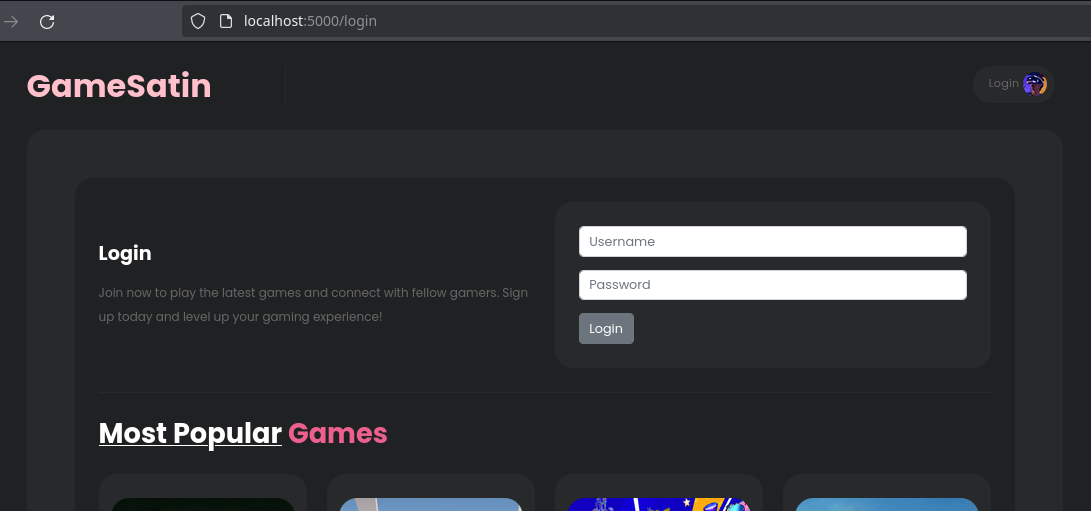 localhost:5000/login
GameSatin
Login
Login
Join now to play the latest games and connect with fellow gamers. Sign
up today and level up your gaming experience!
Username
Password
Login
Most Popular Games